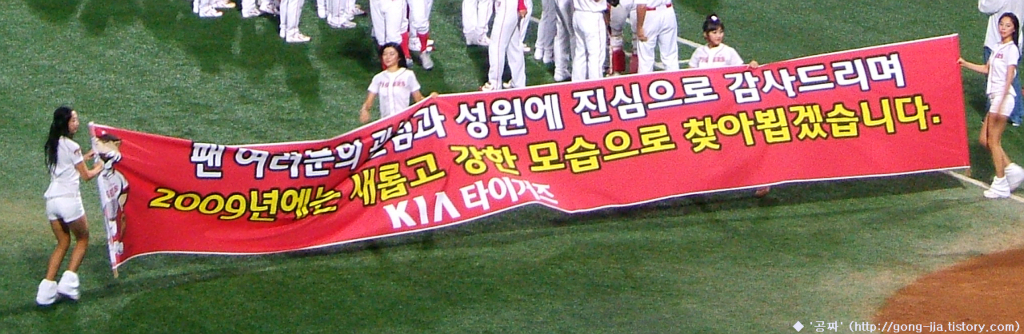 팬 여러분의 관심과 성원에 진심으로 감사드리며
2009년에는 새롭고 강한 모습으로 찾아뵙겠습니다.
KIA 타이거즈
◆ '공짜' (http://gong-jja.tistory.com)